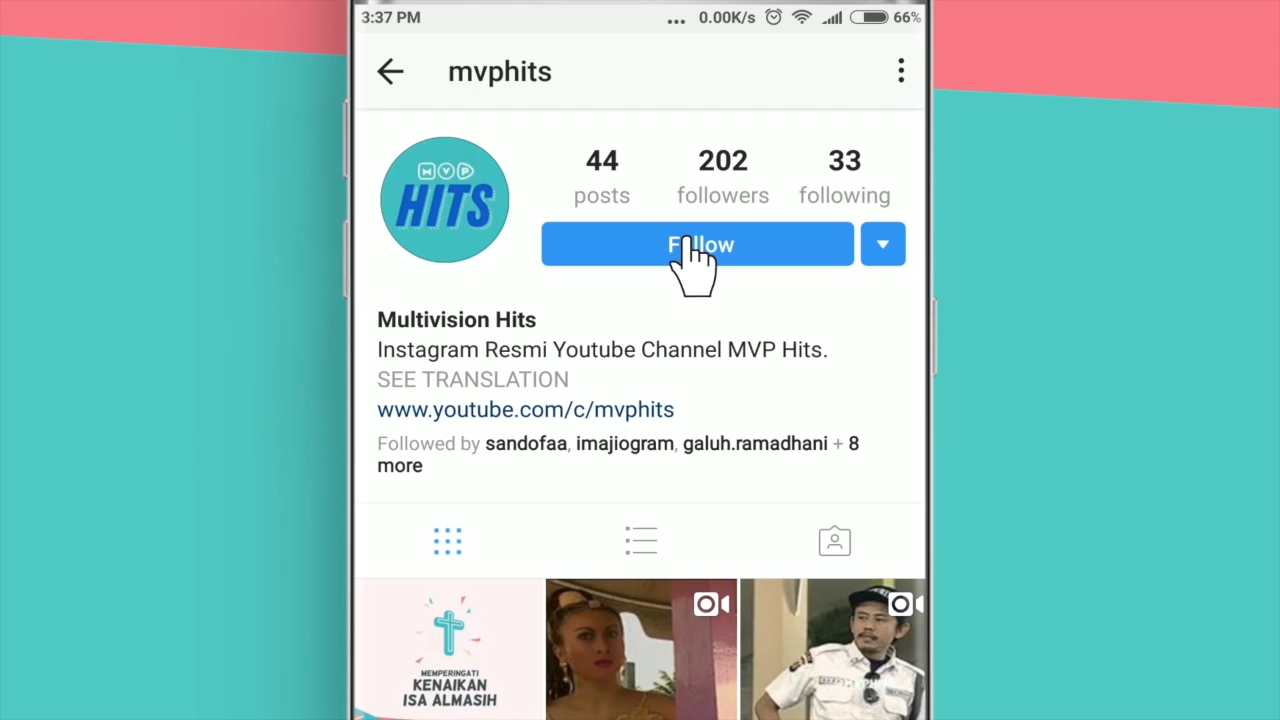 3:37 PM
... 0.00K/s 66%
mvphits
MVP
HITS
44 202 33
posts followers following
Follow
Multivision Hits
Instagram Resmi Youtube Channel MVP Hits.
SEE TRANSLATION
www.youtube.com/c/mvphits
Followed by sandofaa, imajiogram, galuh.ramadhani + 8
more
MEMPERINGATI
KENAIKAN
ISA ALMASIH